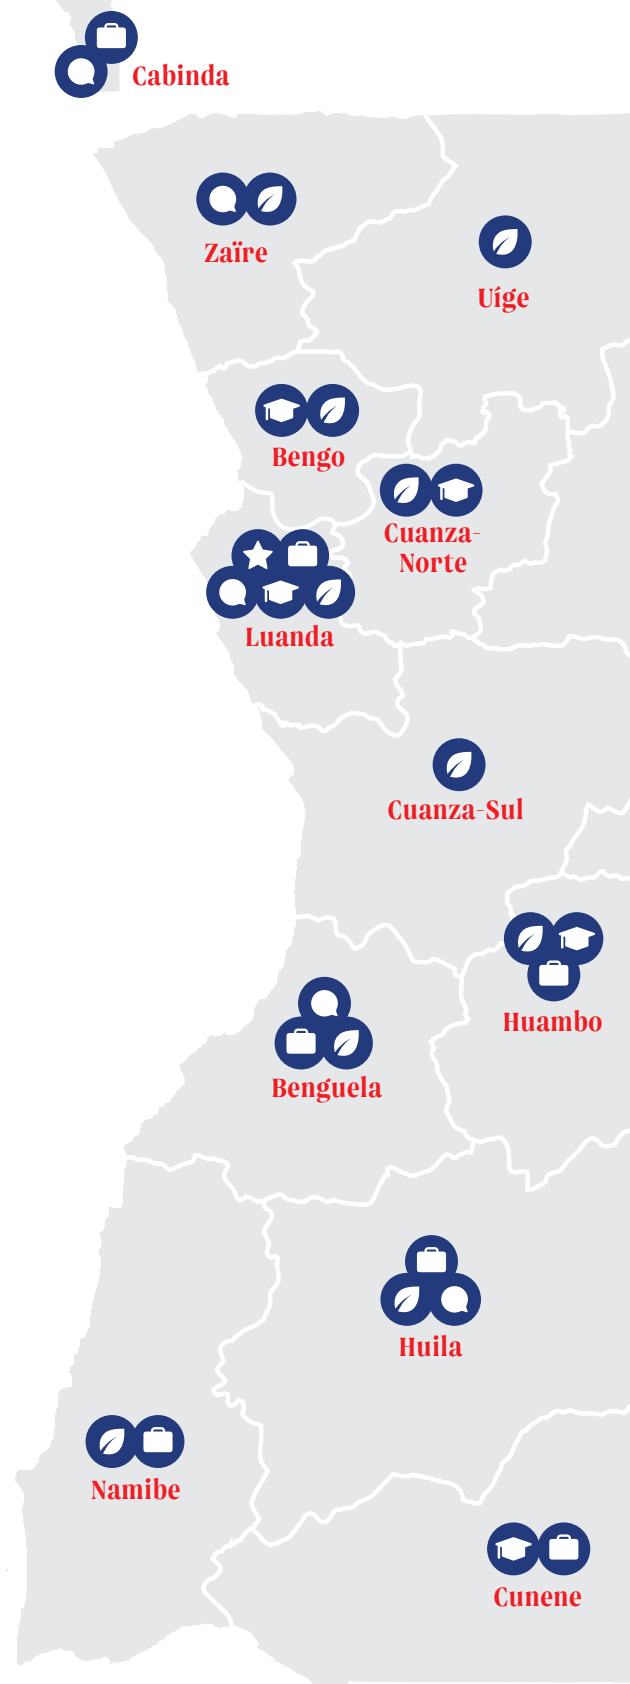 Cabinda
Zaïre
Uíge
Bengo
Cuanza-
Norte
Luanda
Cuanza-Sul
Huambo
Benguela
Huila
Namibe
Cunene